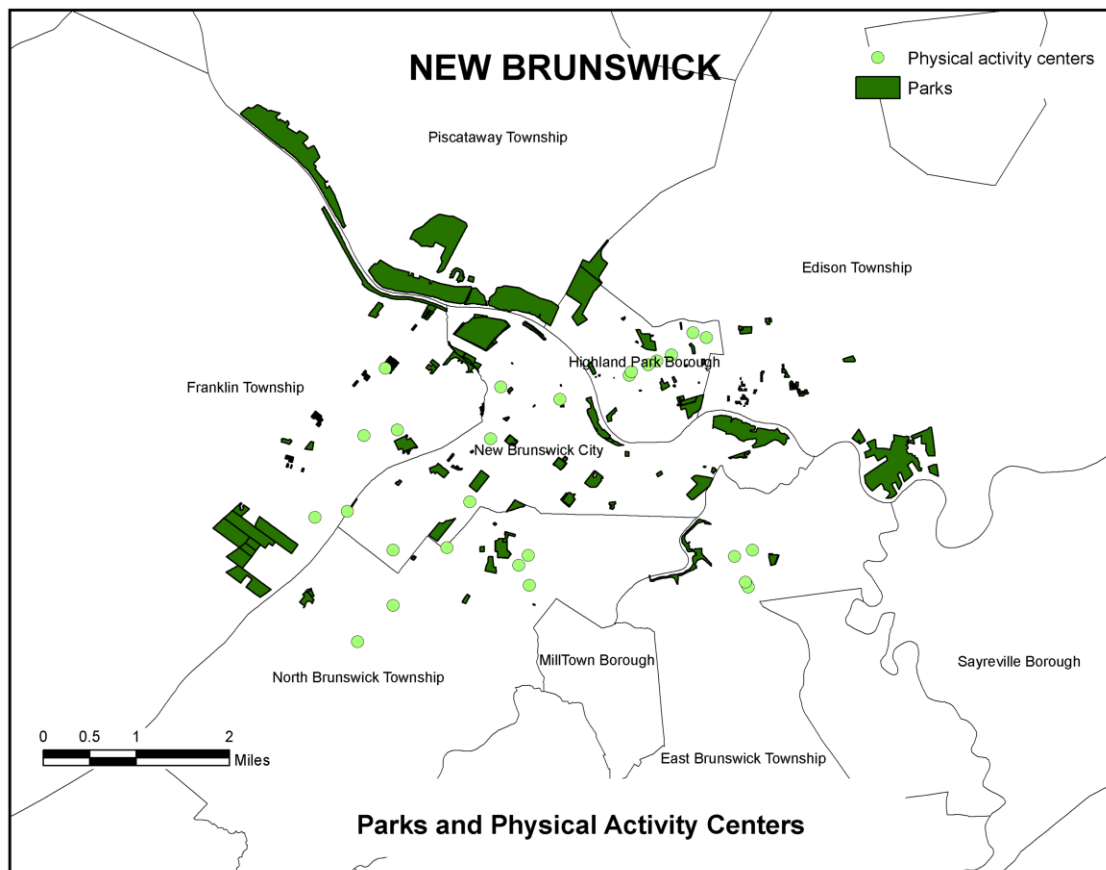 NEW BRUNSWICK
Physical activity centers
Parks
Piscataway Township
Edison Township
Highland Park Borough
Franklin Township
New Brunswick City
MillTown Borough
Sayreville Borough
North Brunswick Township
0 0.5 1 2
Miles
East Brunswick Township
Parks and Physical Activity Centers